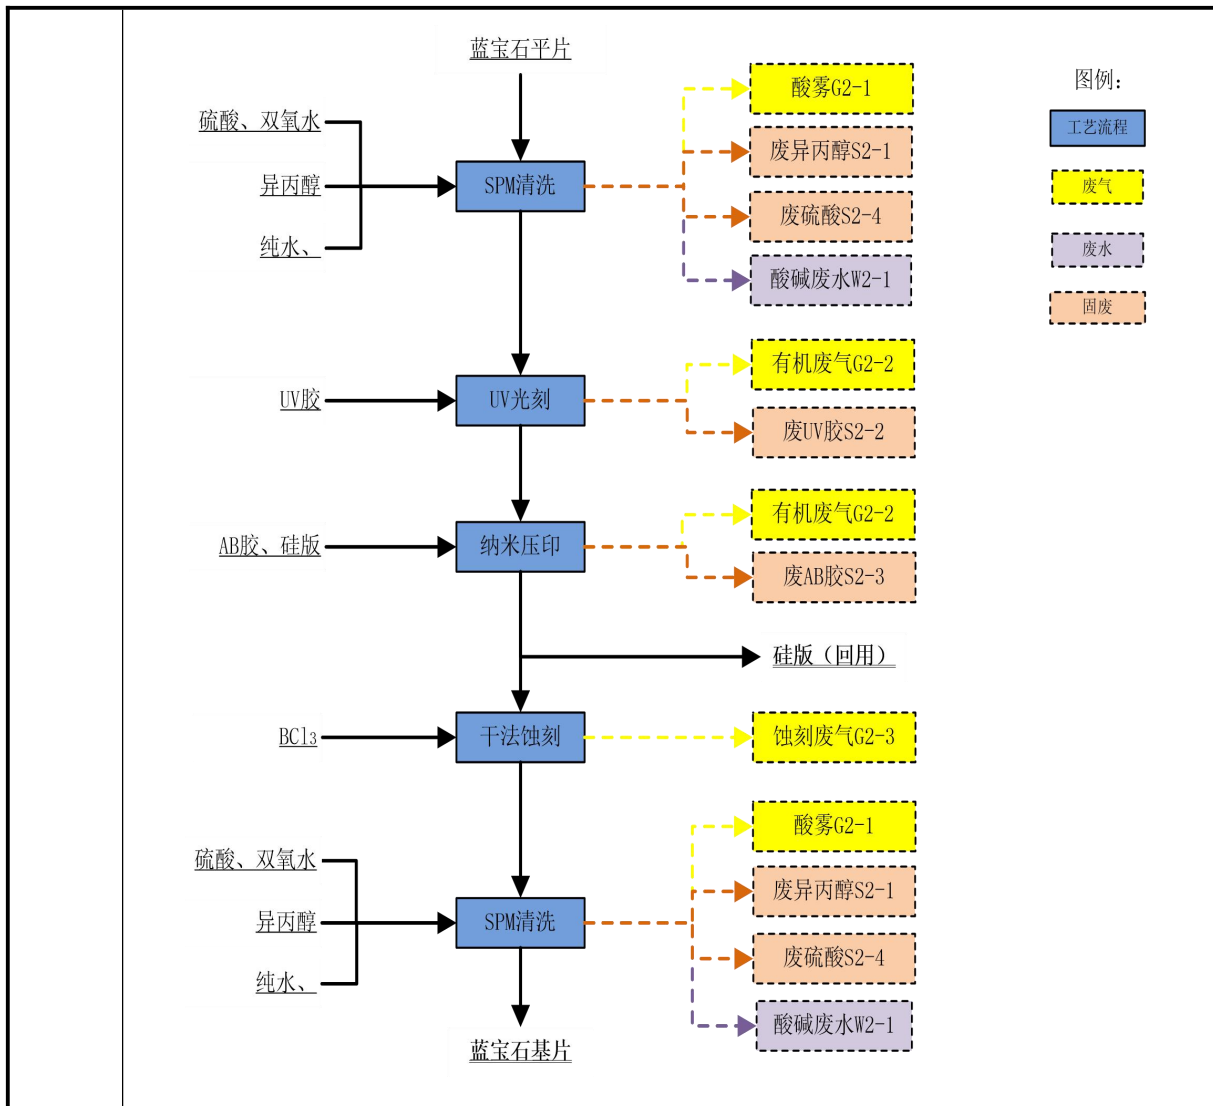 蓝宝石平片
图例：
硫酸、双氧水
异丙醇
纯水、
SPM清洗
酸雾G2-1
废异丙醇S2-1
废硫酸S2-4
酸碱废水W2-1
工艺流程
废气
废水
固废
UV胶
UV光刻
有机废气G2-2
废UV胶S2-2
AB胶、硅版
纳米压印
有机废气G2-2
废AB胶S2-3
硅版（回用）
BCl₃
干法蚀刻
蚀刻废气G2-3
硫酸、双氧水
异丙醇
纯水、
SPM清洗
酸雾G2-1
废异丙醇S2-1
废硫酸S2-4
酸碱废水W2-1
蓝宝石基片